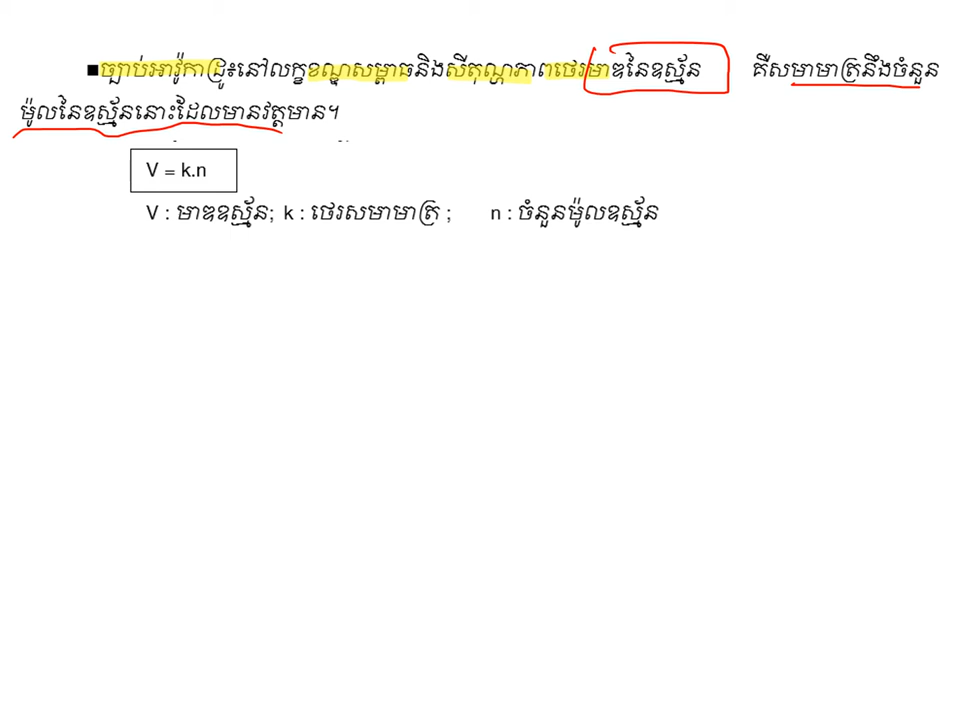 ■ច្បាប់អាវ៉ូកាដ្រូ៖នៅលក្ខខណ្ឌសម្ពាធនិងសីតុណ្ហភាពថេរមាឌនៃឧស្ម័ន គឺសមាមាត្រនឹងចំនួន
ម៉ូលនៃឧស្ម័ននោះដែលមានវត្តមាន។
V = k.n
V : មាឌឧស្ម័ន; k : ថេរសមាមាត្រ ; n : ចំនួនម៉ូលឧស្ម័ន